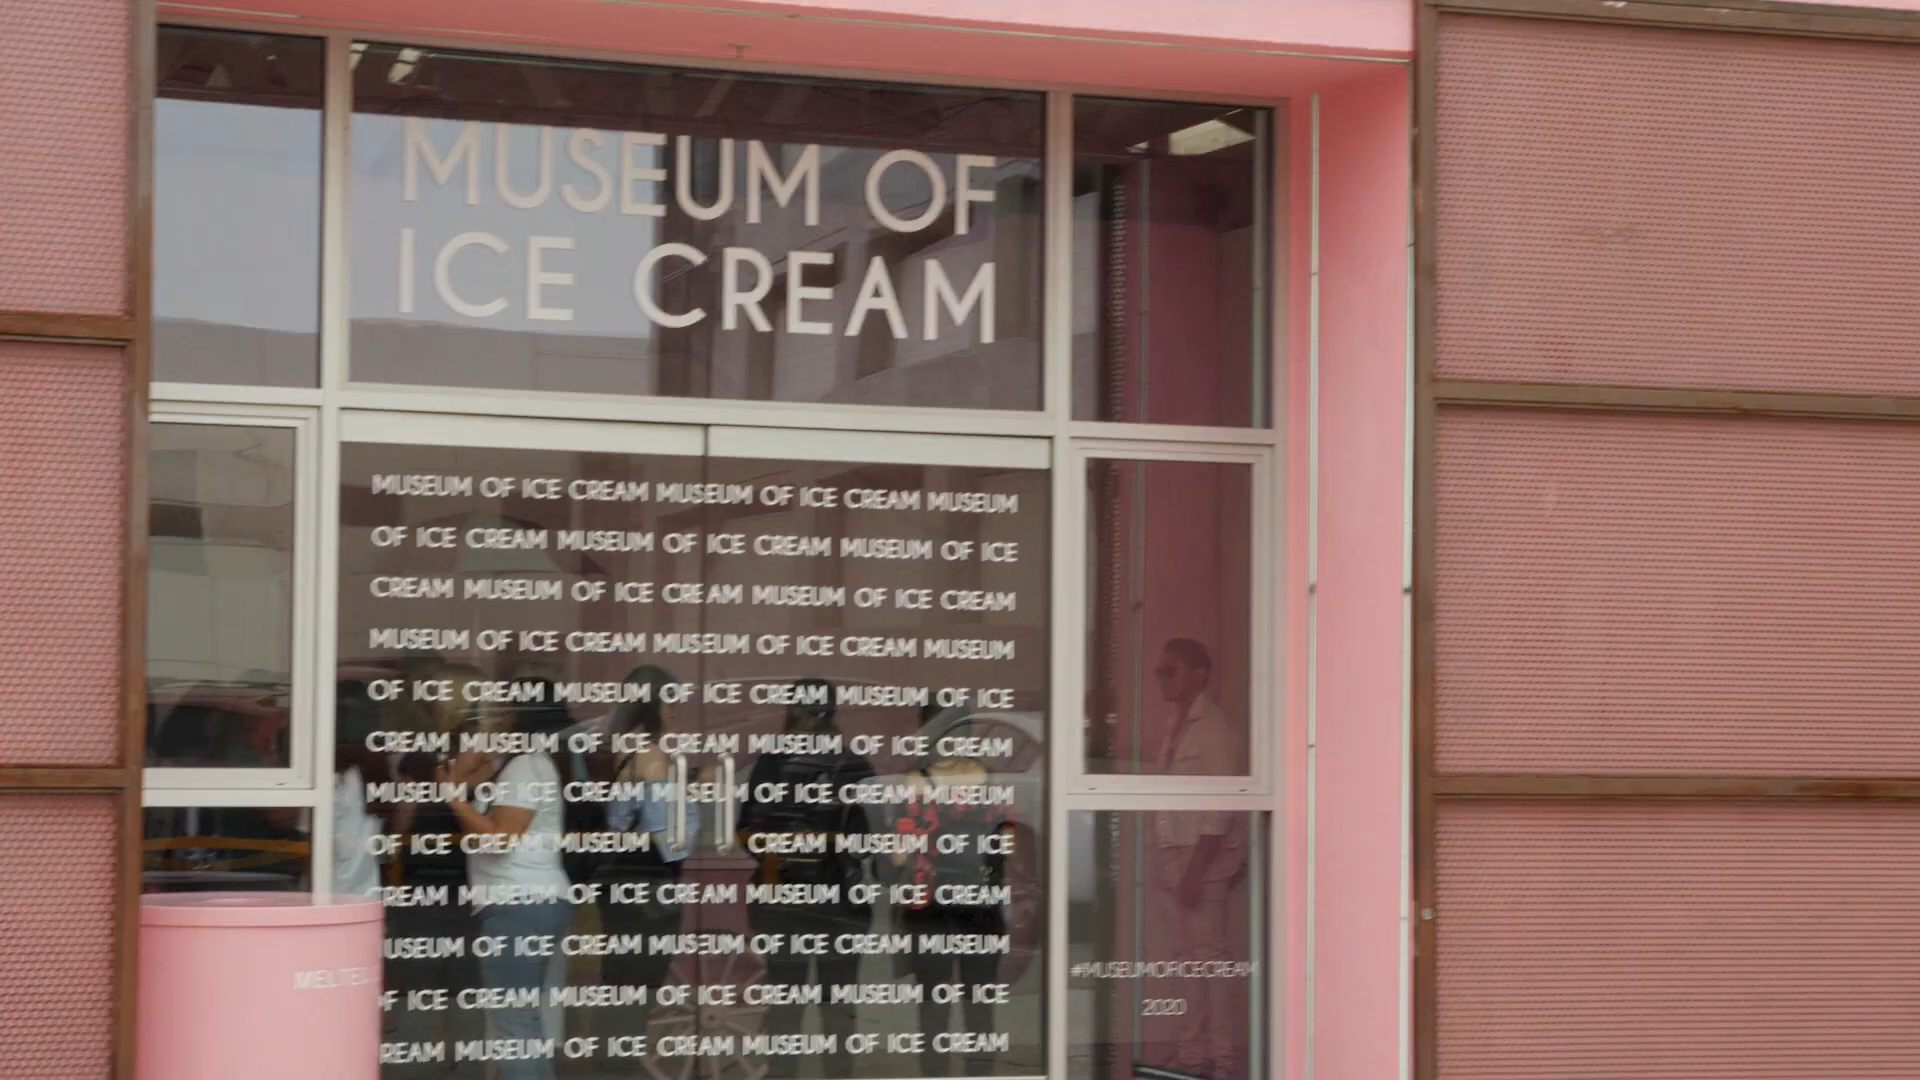 MUSEUM OF
ICE CREAM
MUSEUM OF ICE CREAM MUSEUM OF ICE CREAM MUSEUM
OF ICE CREAM MUSEUM OF ICE CREAM MUSEUM OF ICE
CREAM MUSEUM OF ICE CREAM MUSEUM OF ICE CREAM
MUSEUM OF ICE CREAM MUSEUM OF ICE CREAM MUSEUM
OF ICE CREAM MUSEUM OF ICE CREAM MUSEUM OF ICE
CREAM MUSEUM OF ICE CREAM MUSEUM OF ICE CREAM
MUSEUM OF ICE CREAM MUSEUM OF ICE CREAM MUSEUM
OF ICE CREAM MUSEUM CREAM MUSEUM OF ICE
CREAM MUSEUM OF ICE CREAM MUSEUM OF ICE CREAM
USEUM OF ICE CREAM MUSEUM OF ICE CREAM MUSEUM
OF ICE CREAM MUSEUM OF ICE CREAM MUSEUM OF ICE
REAM MUSEUM OF ICE CREAM MUSEUM OF ICE CREAM
#MUSEUMOFICECREAM
2020